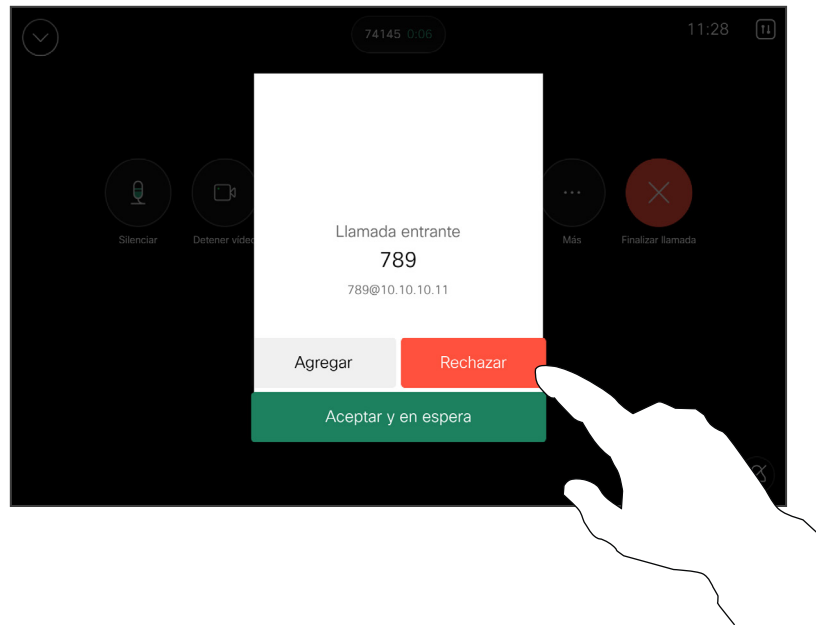 74145 0:06
11:28
Silenciar
Detener vídeo
Más
Finalizar llamada
Llamada entrante
789
789@10.10.10.11
Agregar
Rechazar
Aceptar y en espera